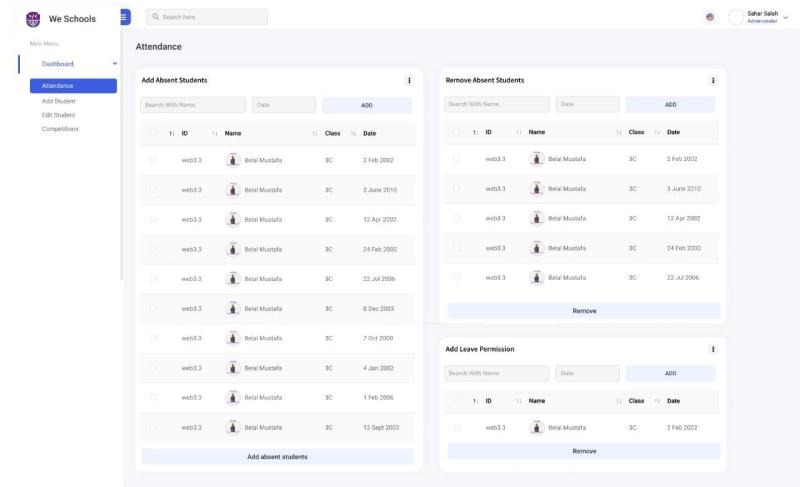 We Schools
Search here
Sahar Salah
Administrator
Main Menu
Dashboard
Attendance
Add Student
Edit Student
Competitions
Attendance
Add Absent Students
Search With Name Date ADD
ID Name Class Date
web3.3 Belal Mustafa 3C 2 Feb 2002
web3.3 Belal Mustafa 3C 3 June 2010
web3.3 Belal Mustafa 3C 12 Apr 2002
web3.3 Belal Mustafa 3C 24 Feb 2000
web3.3 Belal Mustafa 3C 22 Jul 2006
web3.3 Belal Mustafa 3C 8 Dec 2003
web3.3 Belal Mustafa 3C 7 Oct 2000
web3.3 Belal Mustafa 3C 4 Jan 2002
web3.3 Belal Mustafa 3C 1 Feb 2006
web3.3 Belal Mustafa 3C 13 Sept 2003
Add absent students
Remove Absent Students
Search With Name Date ADD
ID Name Class Date
web3.3 Belal Mustafa 3C 2 Feb 2002
web3.3 Belal Mustafa 3C 3 June 2010
web3.3 Belal Mustafa 3C 12 Apr 2002
web3.3 Belal Mustafa 3C 24 Feb 2000
web3.3 Belal Mustafa 3C 22 Jul 2006
Remove
Add Leave Permission
Search With Name Date ADD
ID Name Class Date
web3.3 Belal Mustafa 3C 2 Feb 2002
Remove